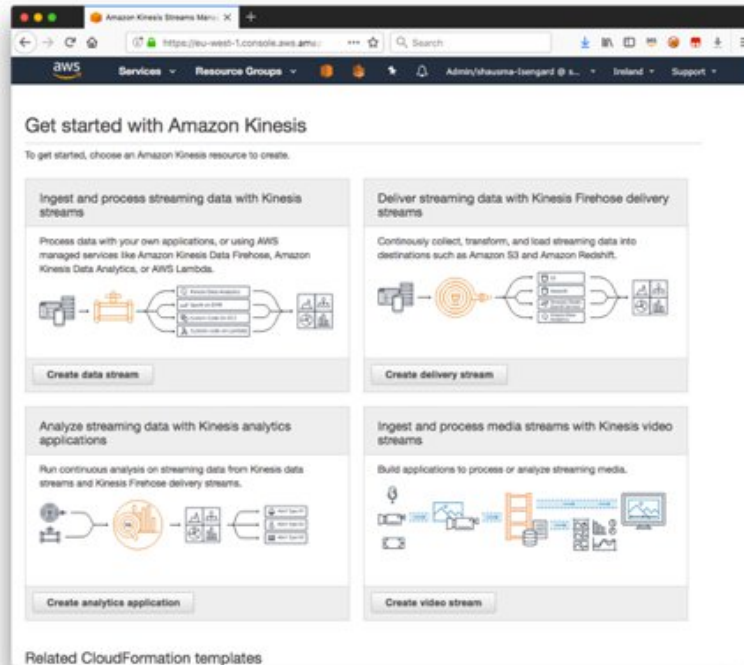 Amazon Kinesis Streams Mana
https://eu-west-1.console.aws.ama
Search
aws
Services
Resource Groups
Admin/shausma-Isengard @ s...
Ireland
Support
Get started with Amazon Kinesis
To get started, choose an Amazon Kinesis resource to create.
Ingest and process streaming data with Kinesis
streams
Process data with your own applications, or using AWS
managed services like Amazon Kinesis Data Firehose, Amazon
Kinesis Data Analytics, or AWS Lambda.
Create data stream
Deliver streaming data with Kinesis Firehose delivery
streams
Continously collect, transform, and load streaming data into
destinations such as Amazon S3 and Amazon Redshift.
Create delivery stream
Analyze streaming data with Kinesis analytics
applications
Run continuous analysis on streaming data from Kinesis data
streams and Kinesis Firehose delivery streams.
Create analytics application
Ingest and process media streams with Kinesis video
streams
Build applications to process or analyze streaming media.
Create video stream
Related CloudFormation templates